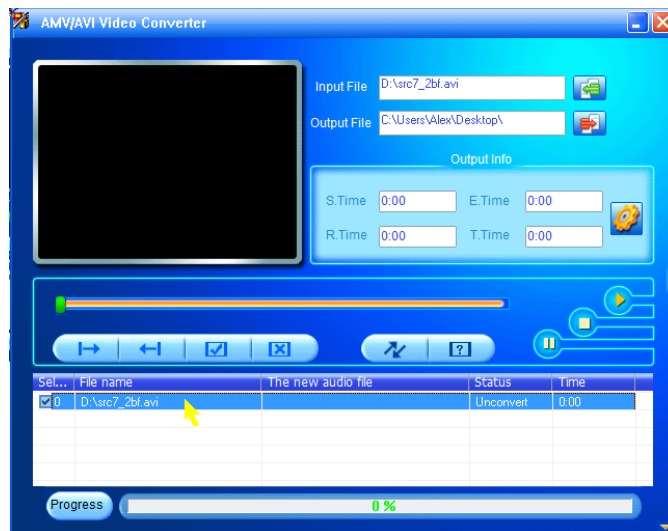 AMV/AVI Video Converter
Input File D:\src7_2bf.avi
Output File C:\Users\Alex\Desktop\
Output Info
S.Time 0:00 E.Time 0:00
R.Time 0:00 T.Time 0:00
Sel... File name The new audio file Status Time
0 D:\src7_2bf.avi Unconvert 0:00
Progress 0 %